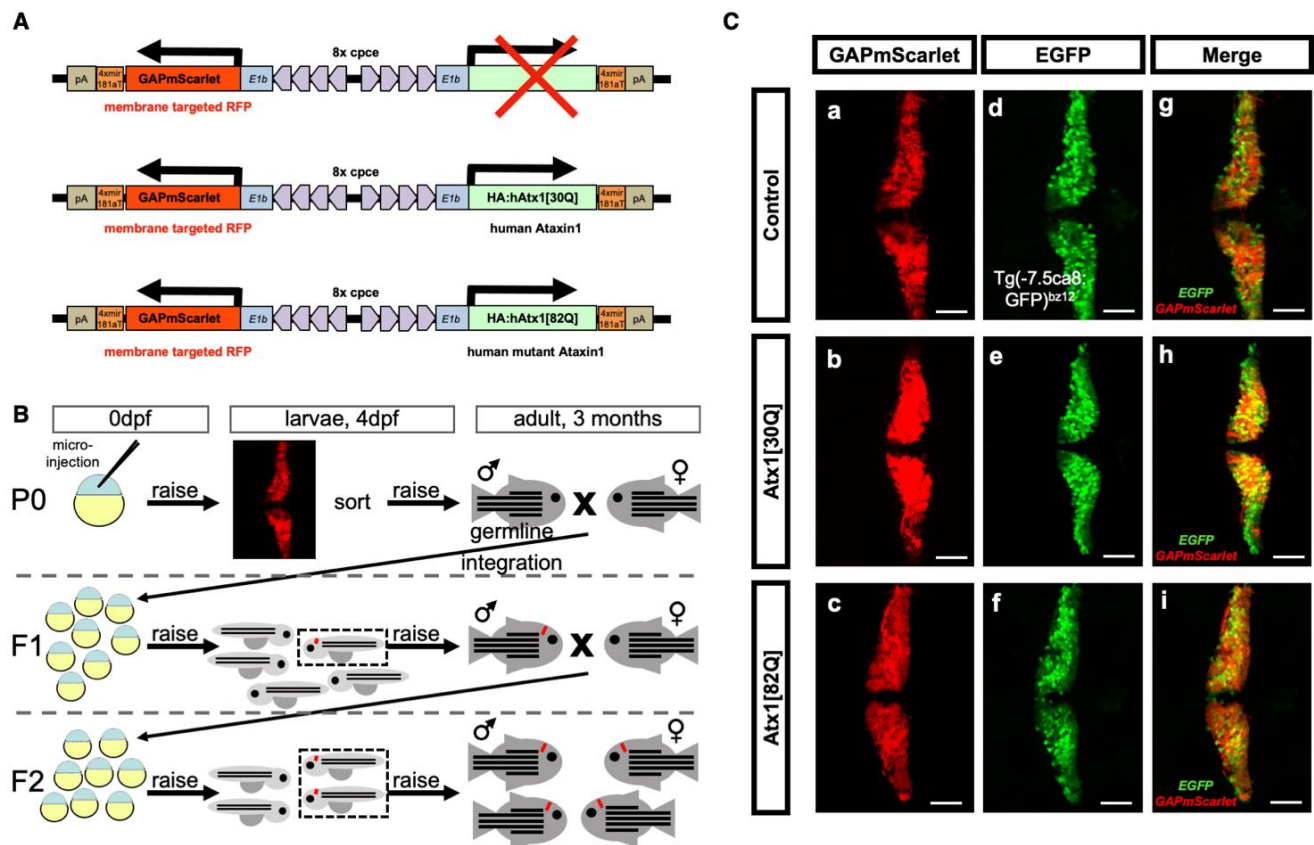 A
8x cpce
pA
4xmir
181aT
GAPmScarlet
E1b
E1b
4xmir
181aT
pA
membrane targeted RFP
8x cpce
pA
4xmir
181aT
GAPmScarlet
E1b
E1b
HA:hAtx1[30Q]
4xmir
181aT
pA
membrane targeted RFP
human Ataxin1
8x cpce
pA
4xmir
181aT
GAPmScarlet
E1b
E1b
HA:hAtx1[82Q]
4xmir
181aT
pA
membrane targeted RFP
human mutant Ataxin1
B
0dpf
larvae, 4dpf
adult, 3 months
P0
micro-
injection
raise
sort
raise
♂
X
♀
germline
integration
F1
raise
raise
♂
X
♀
F2
raise
raise
♂
♀
C
GAPmScarlet
EGFP
Merge
Control
a
d
Tg(-7.5ca8:
GFP)bz12
g
EGFP
GAPmScarlet
Atx1[30Q]
b
e
h
EGFP
GAPmScarlet
Atx1[82Q]
c
f
i
EGFP
GAPmScarlet